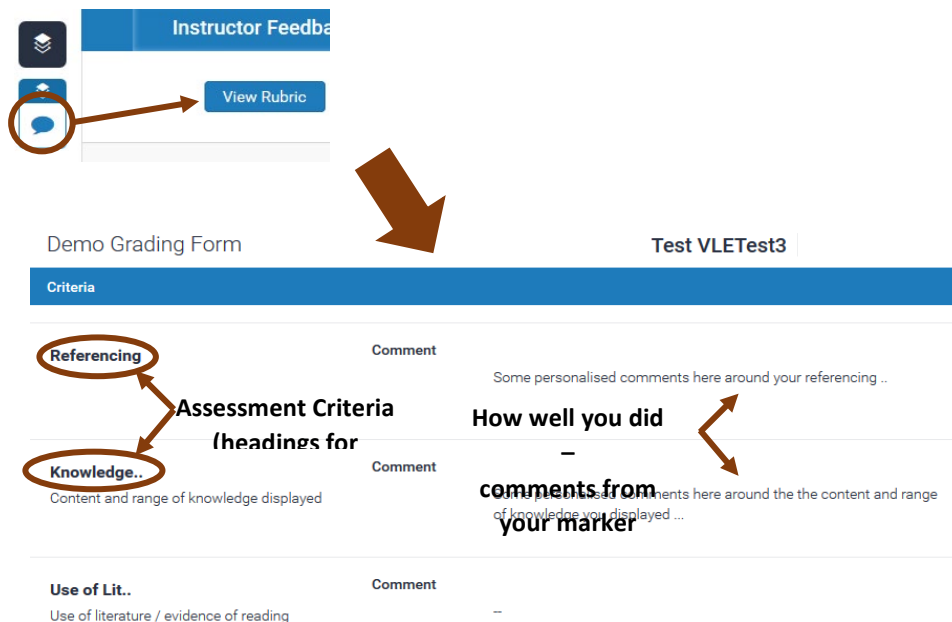 Instructor Feedba
View Rubric
Demo Grading Form
Test VLETest3
Criteria
Referencing
Comment
Some personalised comments here around your referencing ..
Assessment Criteria
(headings for
How well you did
–
comments from
your marker
Knowledge..
Content and range of knowledge displayed
Comment
Some personalised comments here around the the content and range
of knowledge you displayed ...
Use of Lit..
Use of literature / evidence of reading
Comment
--